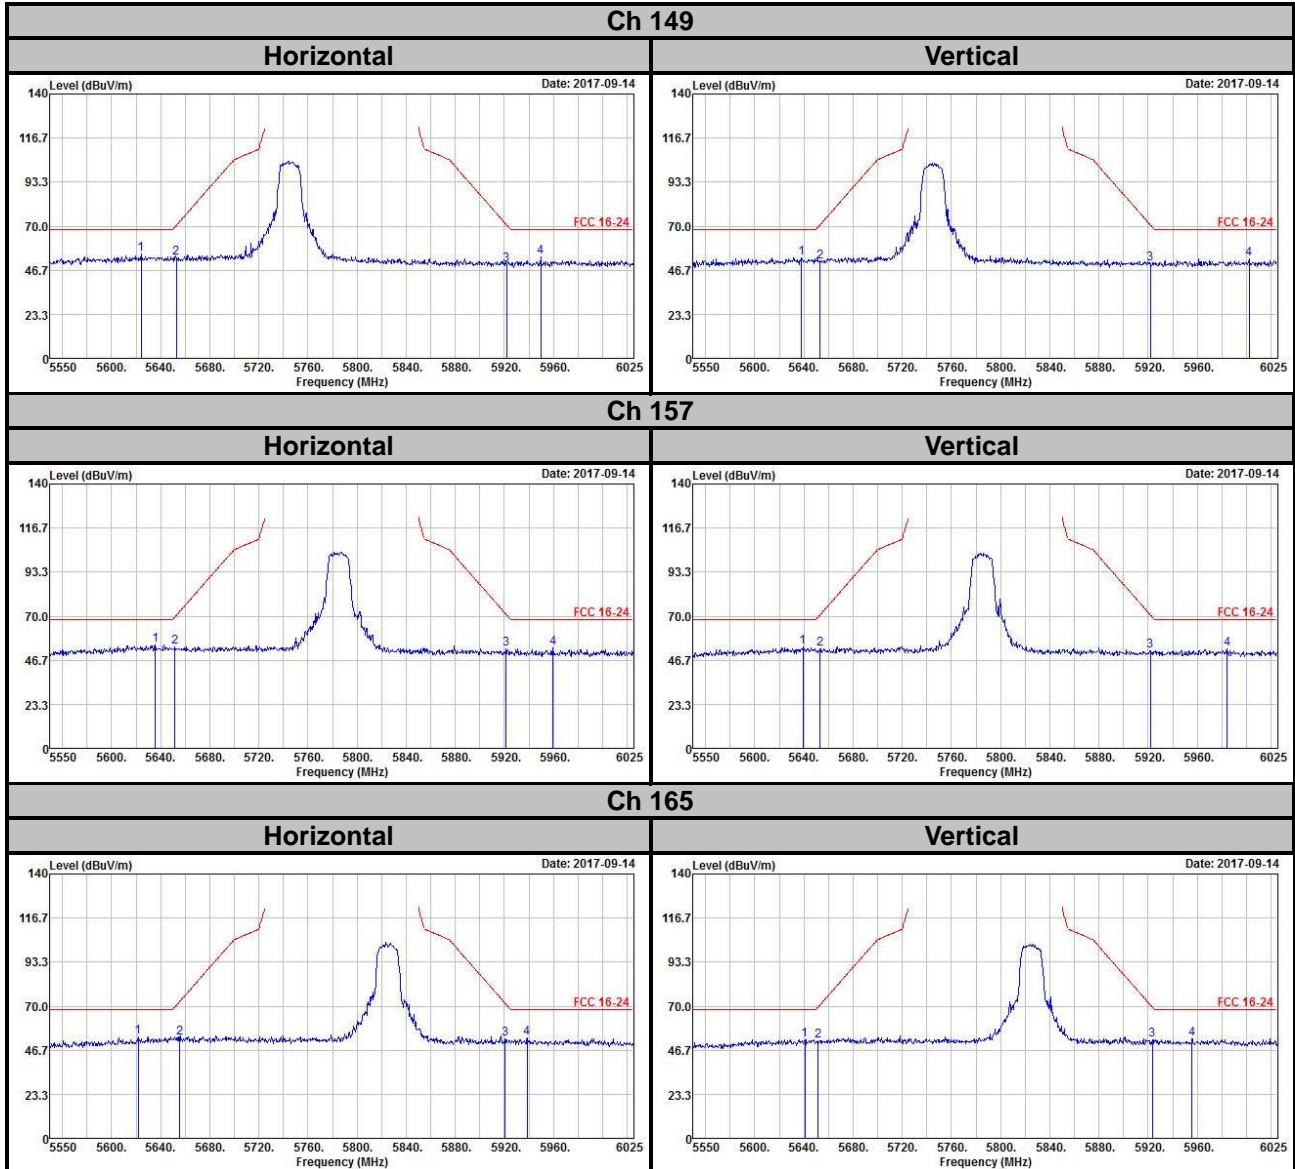 Ch 149
Horizontal
Vertical
Level (dBuV/m) Date: 2017-09-14
140
116.7
93.3
70.0
46.7
23.3
0
FCC 16-24
1 2 3 4
5550 5600. 5640. 5680. 5720. 5760. 5800. 5840. 5880. 5920. 5960. 6025
Frequency (MHz)
Level (dBuV/m) Date: 2017-09-14
140
116.7
93.3
70.0
46.7
23.3
0
FCC 16-24
1 2 3 4
5550 5600. 5640. 5680. 5720. 5760. 5800. 5840. 5880. 5920. 5960. 6025
Frequency (MHz)
Ch 157
Horizontal
Vertical
Level (dBuV/m) Date: 2017-09-14
140
116.7
93.3
70.0
46.7
23.3
0
FCC 16-24
1 2 3 4
5550 5600. 5640. 5680. 5720. 5760. 5800. 5840. 5880. 5920. 5960. 6025
Frequency (MHz)
Level (dBuV/m) Date: 2017-09-14
140
116.7
93.3
70.0
46.7
23.3
0
FCC 16-24
1 2 3 4
5550 5600. 5640. 5680. 5720. 5760. 5800. 5840. 5880. 5920. 5960. 6025
Frequency (MHz)
Ch 165
Horizontal
Vertical
Level (dBuV/m) Date: 2017-09-14
140
116.7
93.3
70.0
46.7
23.3
0
FCC 16-24
1 2 3 4
5550 5600. 5640. 5680. 5720. 5760. 5800. 5840. 5880. 5920. 5960. 6025
Frequency (MHz)
Level (dBuV/m) Date: 2017-09-14
140
116.7
93.3
70.0
46.7
23.3
0
FCC 16-24
1 2 3 4
5550 5600. 5640. 5680. 5720. 5760. 5800. 5840. 5880. 5920. 5960. 6025
Frequency (MHz)